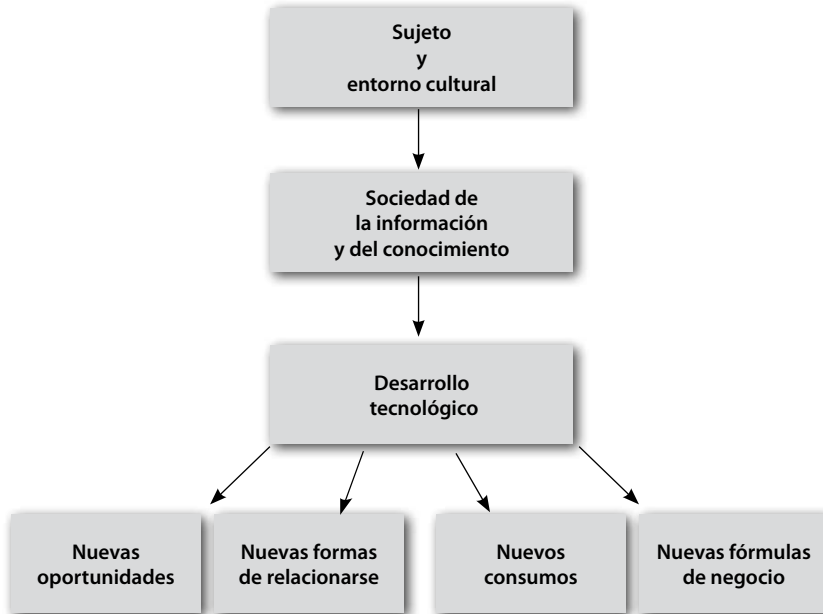 Sujeto
y
entorno cultural
Sociedad de
la información
y del conocimiento
Desarrollo
tecnológico
Nuevas
oportunidades
Nuevas formas
de relacionarse
Nuevos
consumos
Nuevas fórmulas
de negocio